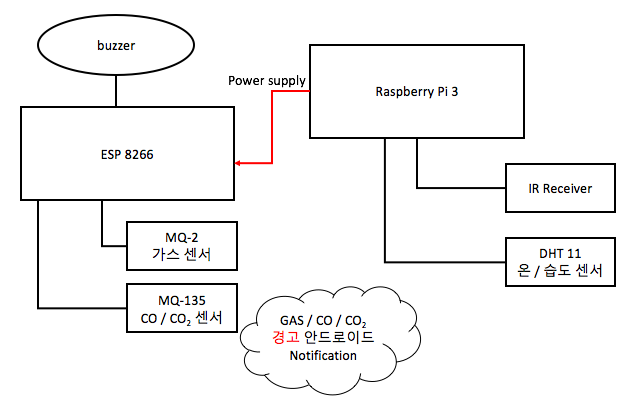 buzzer
Power supply
Raspberry Pi 3
ESP 8266
IR Receiver
MQ-2
가스 센서
DHT 11
온 / 습도 센서
MQ-135
CO / CO₂ 센서
GAS / CO / CO₂
경고 안드로이드
Notification